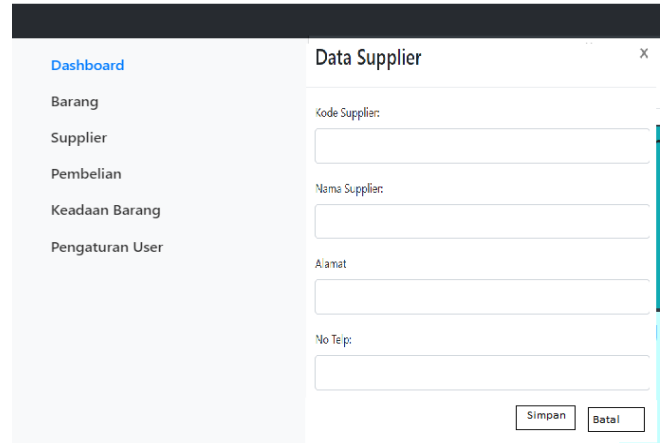 Dashboard
Barang
Supplier
Pembelian
Keadaan Barang
Pengaturan User
Data Supplier
x
Kode Supplier:
Nama Supplier:
Alamat
No Telp:
Simpan
Batal